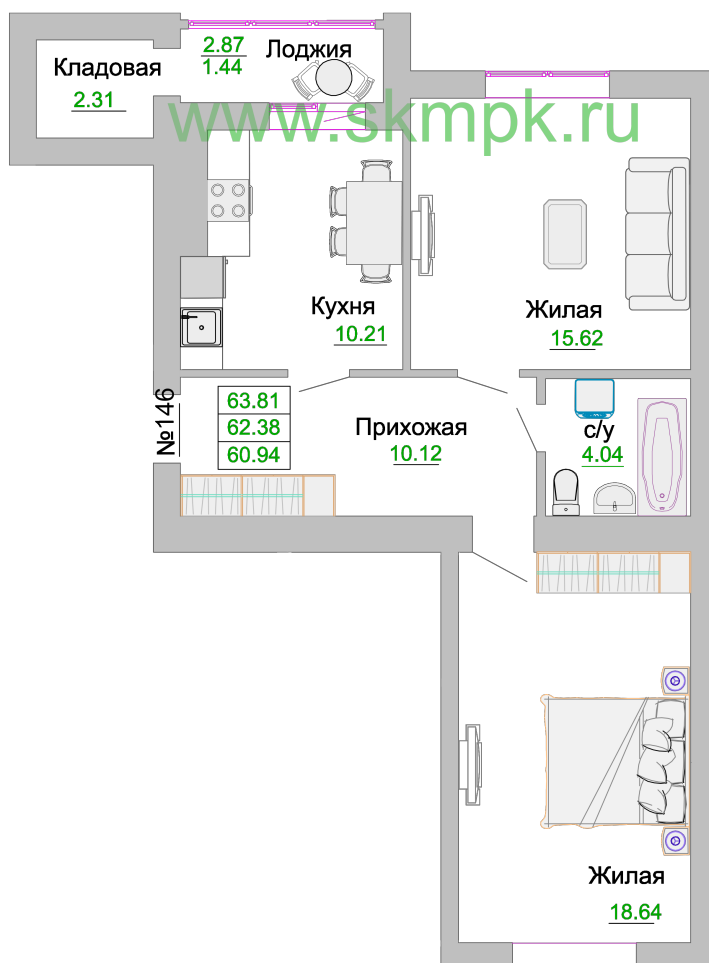 2.87 Лоджия
1.44
Кладовая
2.31
www.skmpk.ru
Кухня
10.21
Жилая
15.62
№146
63.81
62.38
60.94
Прихожая
10.12
с/у
4.04
Жилая
18.64